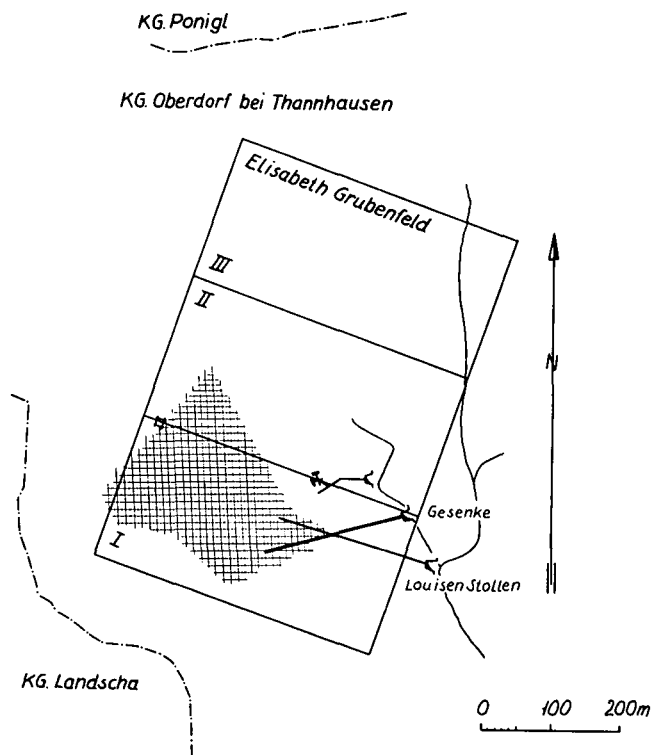 KG. Ponigl
KG. Oberdorf bei Thannhausen
Elisabeth Grubenfeld
III
II
N
Gesenke
I
Louisen Stollen
KG. Landscha
0 100 200m